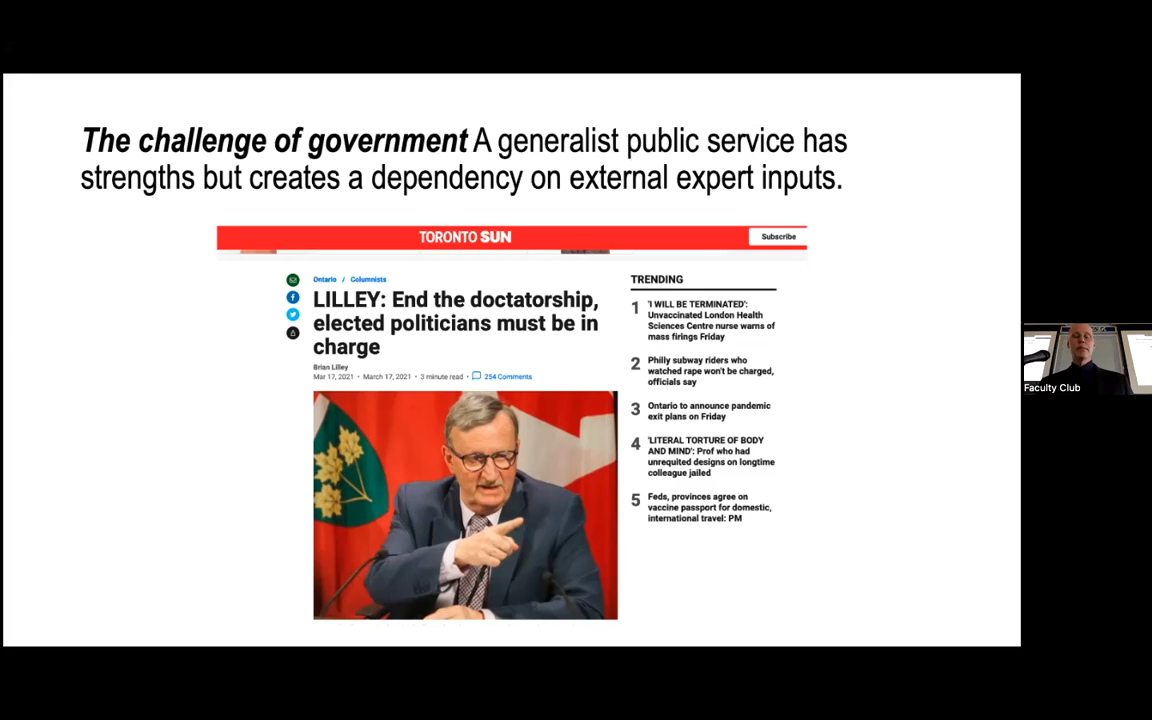 The challenge of government A generalist public service has
strengths but creates a dependency on external expert inputs.
TORONTO SUN
Subscribe
Ontario / Columnists
LILLEY: End the doctatorship,
elected politicians must be in
charge
Brian Lilley
Mar 17, 2021 • March 17, 2021 • 3 minute read • 254 Comments
TRENDING
1 'I WILL BE TERMINATED':
Unvaccinated London Health
Sciences Centre nurse warns of
mass firings Friday
2 Philly subway riders who
watched rape won't be charged,
officials say
3 Ontario to announce pandemic
exit plans on Friday
4 'LITERAL TORTURE OF BODY
AND MIND': Prof who had
unrequited designs on longtime
colleague jailed
5 Feds, provinces agree on
vaccine passport for domestic,
international travel: PM
Faculty Club